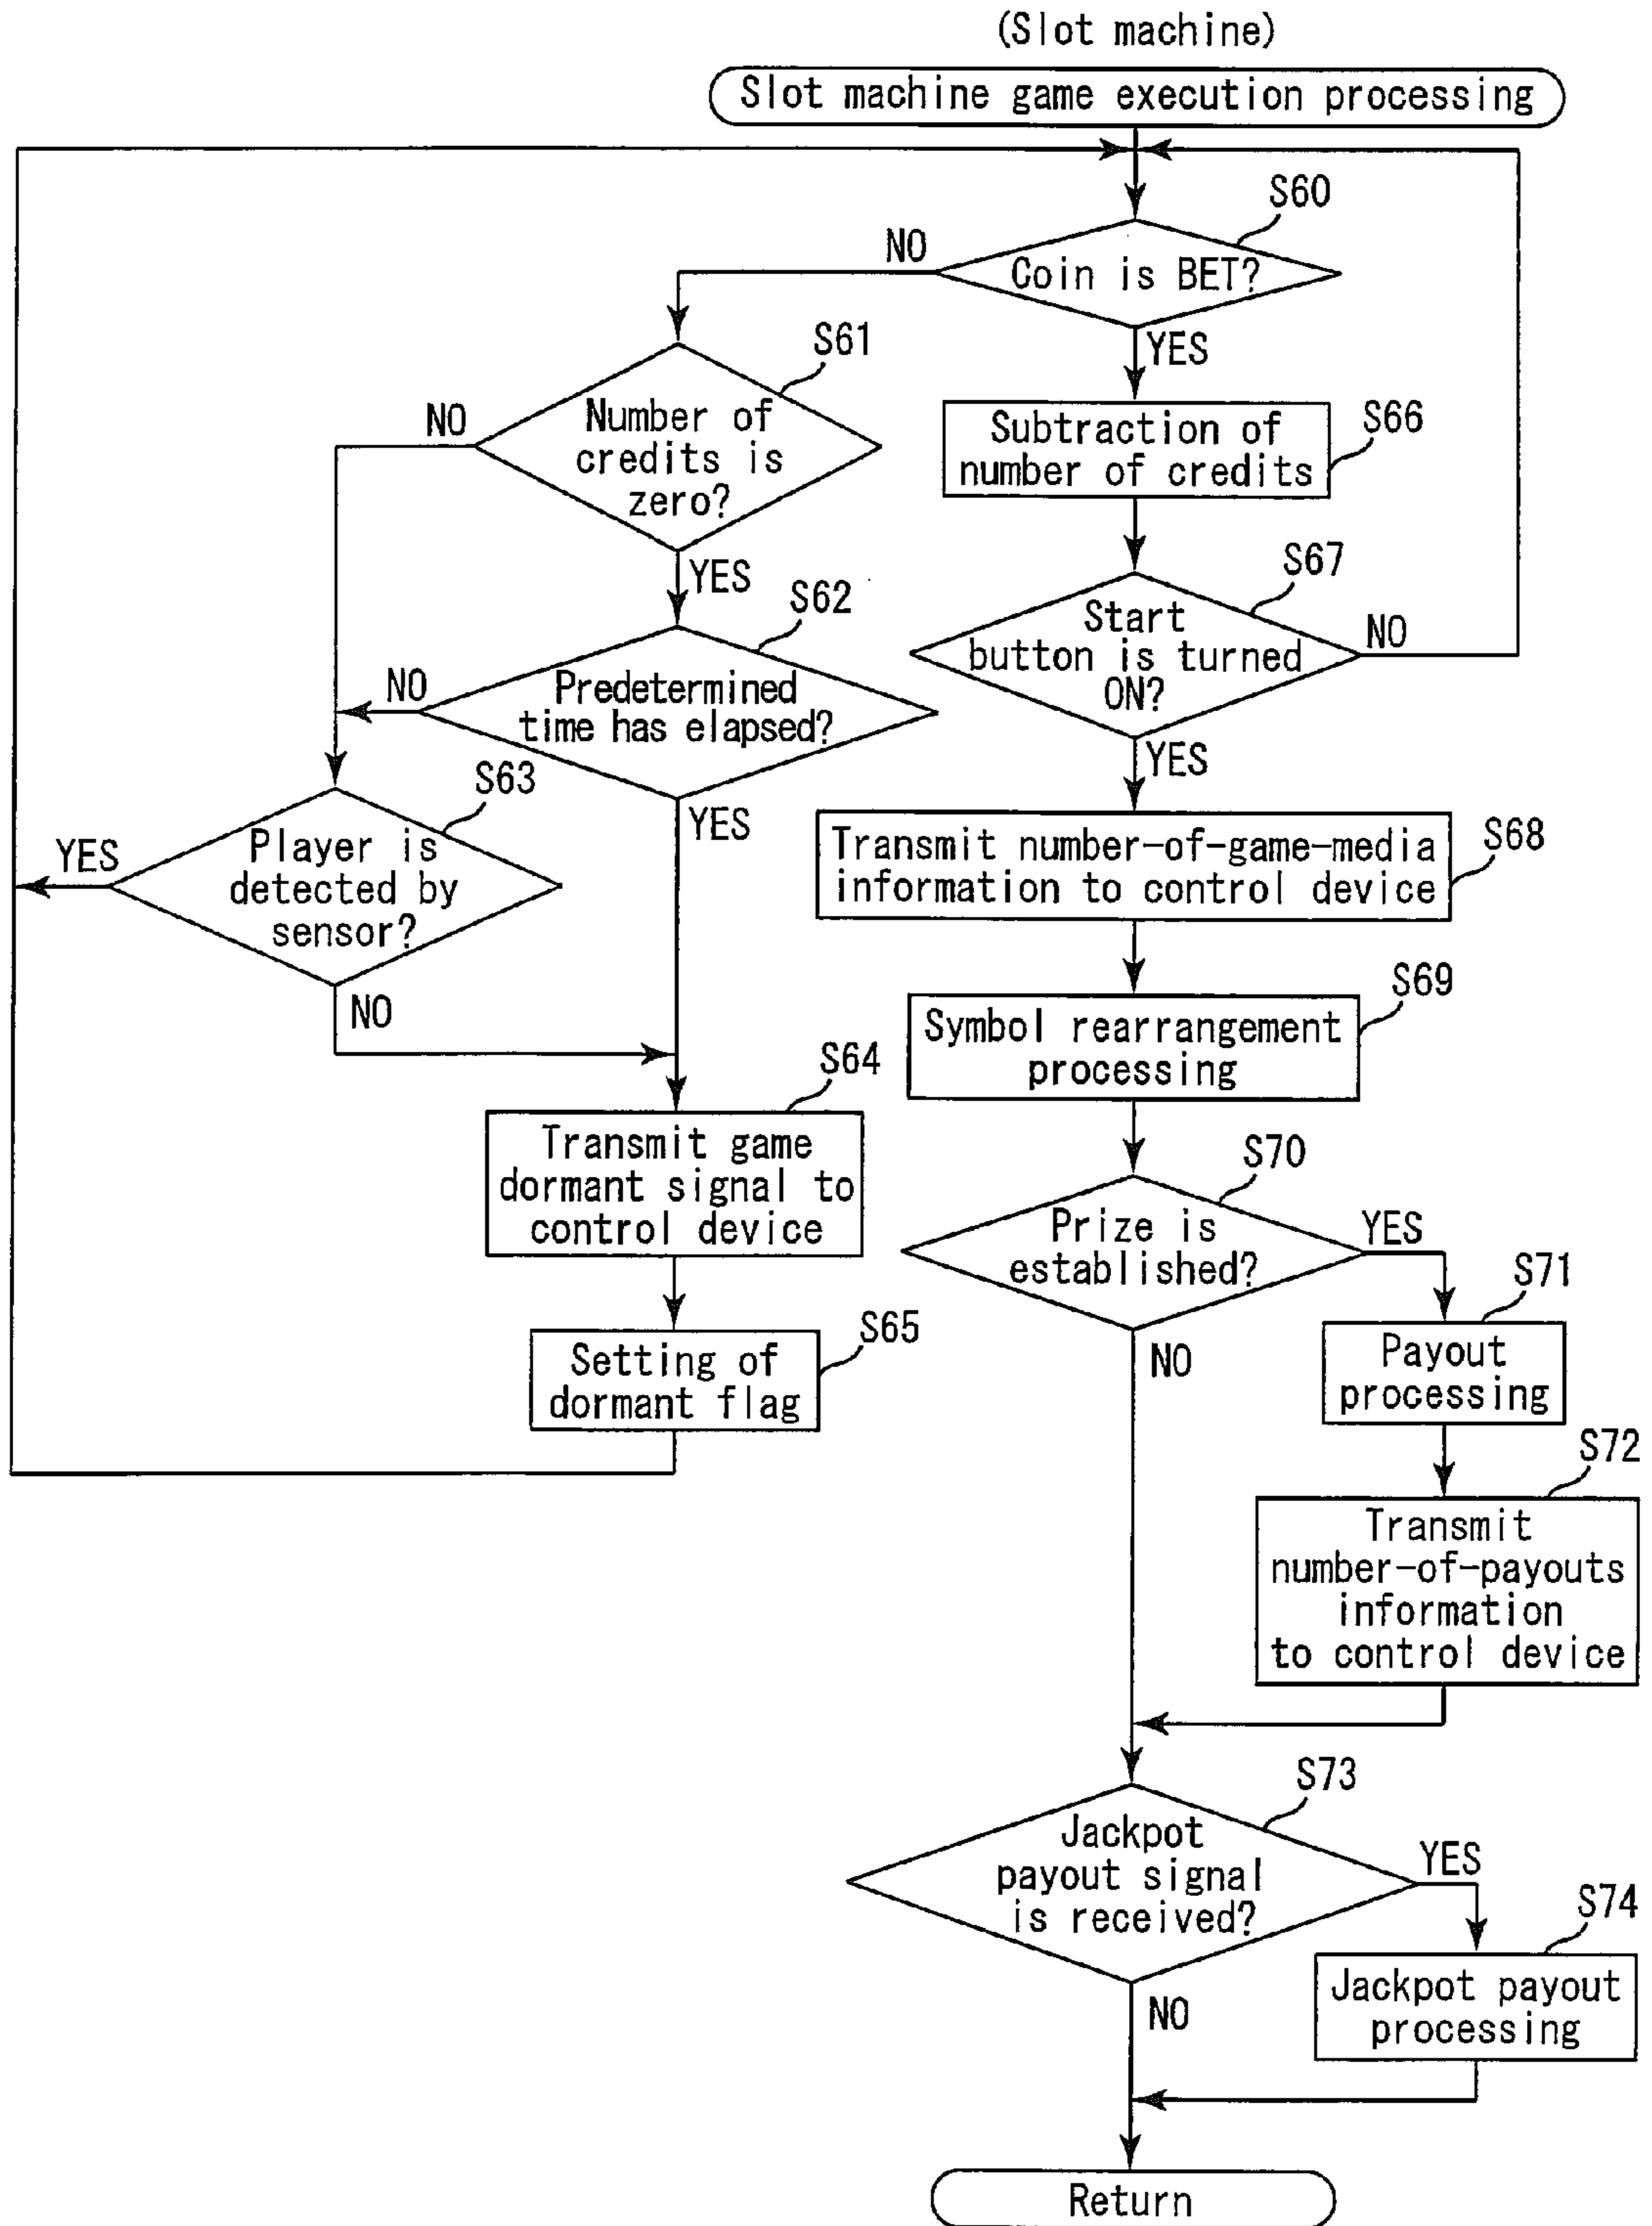 (Slot machine)
Slot machine game execution processing
S60
NO
Coin is BET?
YES
S61
NO
Number of
credits is
zero?
YES
S66
Subtraction of
number of credits
S67
Start
button is turned
ON?
NO
YES
S62
NO
Predetermined
time has elapsed?
YES
S63
YES
Player is
detected by
sensor?
NO
S64
Transmit game
dormant signal to
control device
S65
Setting of
dormant flag
S68
Transmit number-of-game-media
information to control device
S69
Symbol rearrangement
processing
S70
Prize is
established?
YES
NO
S71
Payout
processing
S72
Transmit
number-of-payouts
information
to control device
S73
Jackpot
payout signal
is received?
YES
NO
S74
Jackpot payout
processing
Return